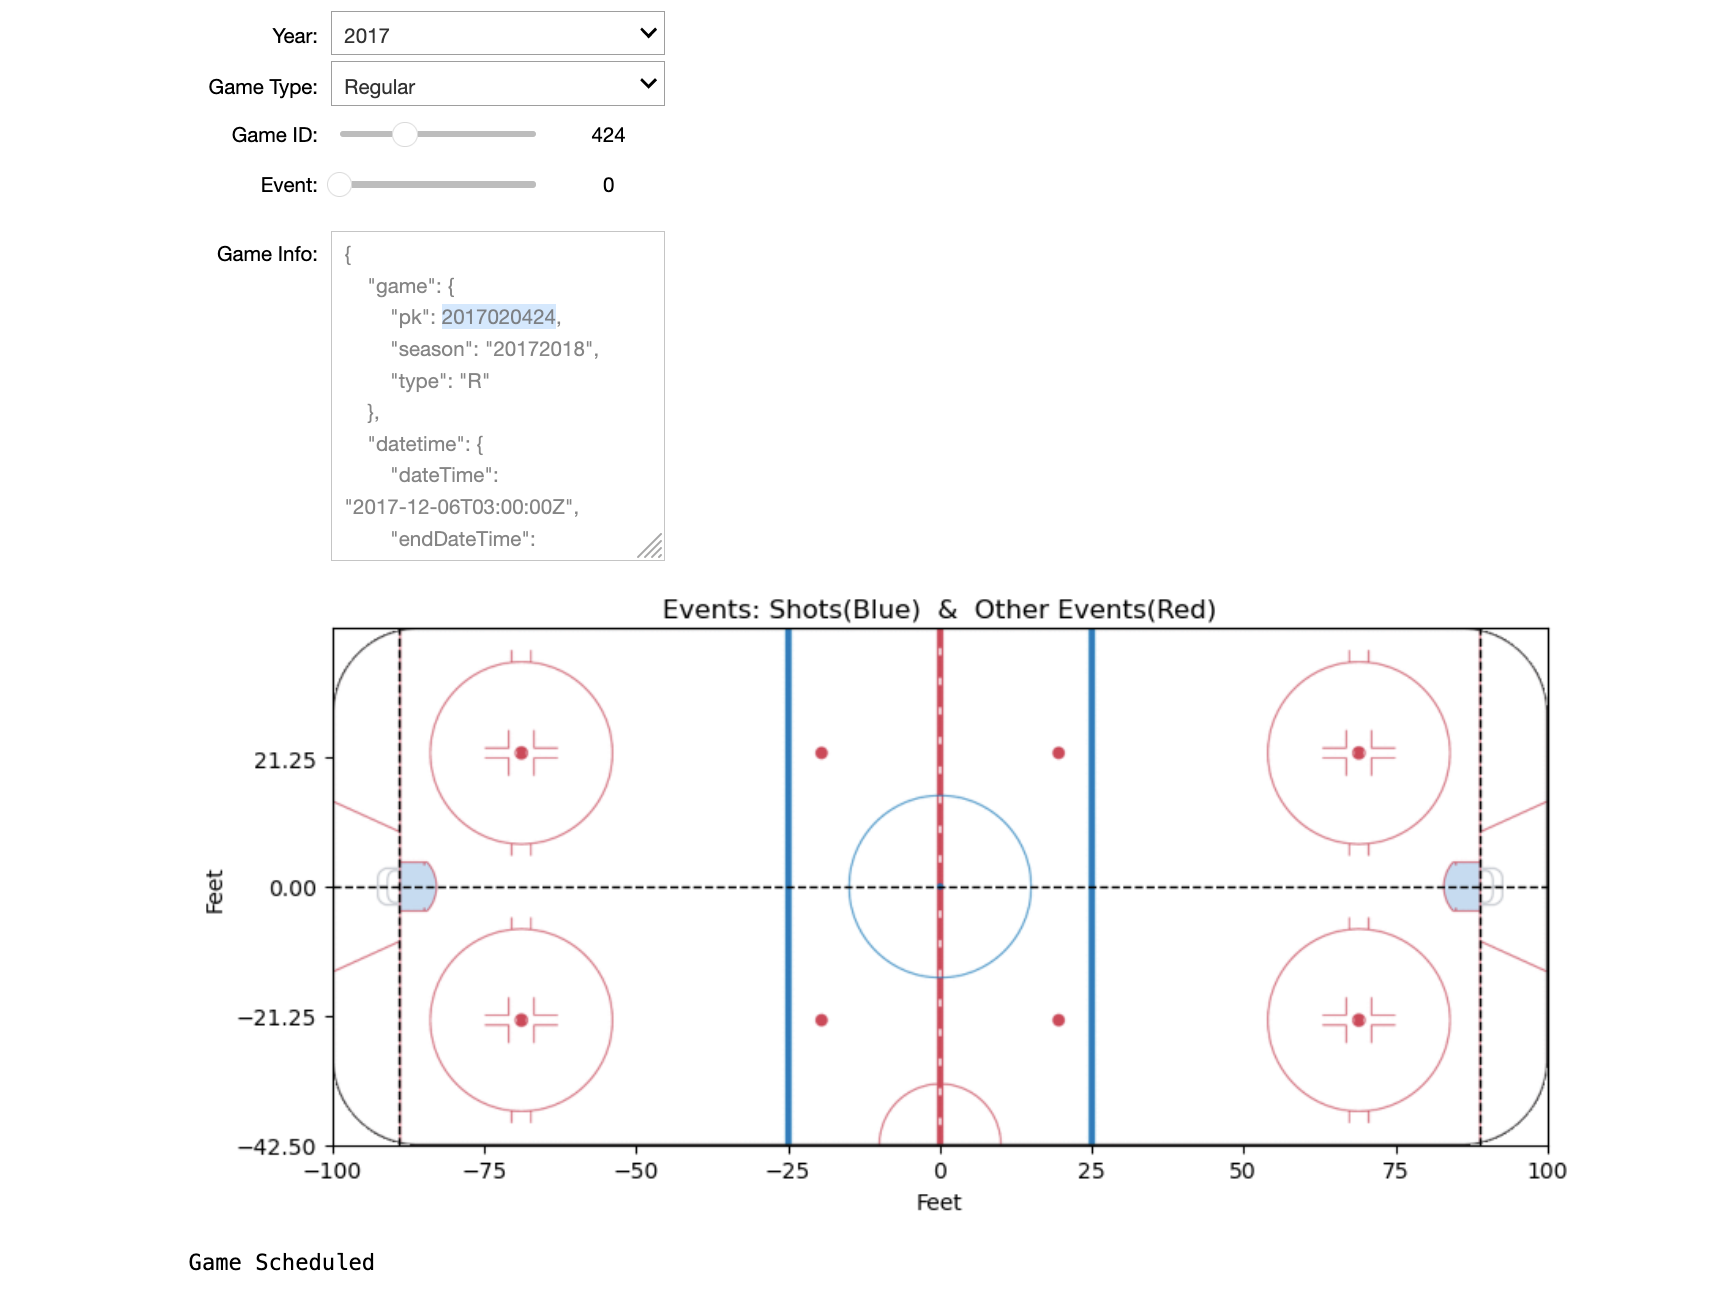 Year: 2017
Game Type: Regular
Game ID: 424
Event: 0
Game Info: {
"game": {
"pk": 2017020424,
"season": "20172018",
"type": "R"
},
"datetime": {
"dateTime":
"2017-12-06T03:00:00Z",
"endDateTime":
Events: Shots(Blue) & Other Events(Red)
21.25
0.00
−21.25
−42.50
Feet
−100 −75 −50 −25 0 25 50 75 100
Feet
Game Scheduled